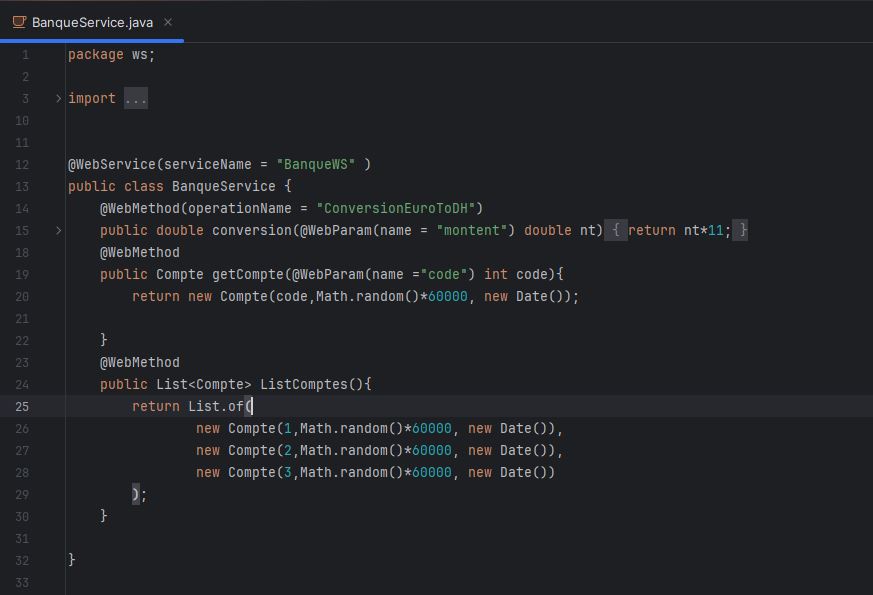 BanqueService.java
1 package ws;
2
3 import ...
10
11
12 @WebService(serviceName = "BanqueWS" )
13 public class BanqueService {
14 @WebMethod(operationName = "ConversionEuroToDH")
15 public double conversion(@WebParam(name = "montent") double nt) { return nt*11; }
18 @WebMethod
19 public Compte getCompte(@WebParam(name ="code") int code){
20 return new Compte(code,Math.random()*60000, new Date());
21
22 }
23 @WebMethod
24 public List<Compte> ListComptes(){
25 return List.of(
26 new Compte(1,Math.random()*60000, new Date()),
27 new Compte(2,Math.random()*60000, new Date()),
28 new Compte(3,Math.random()*60000, new Date())
29 );
30 }
31
32 }
33